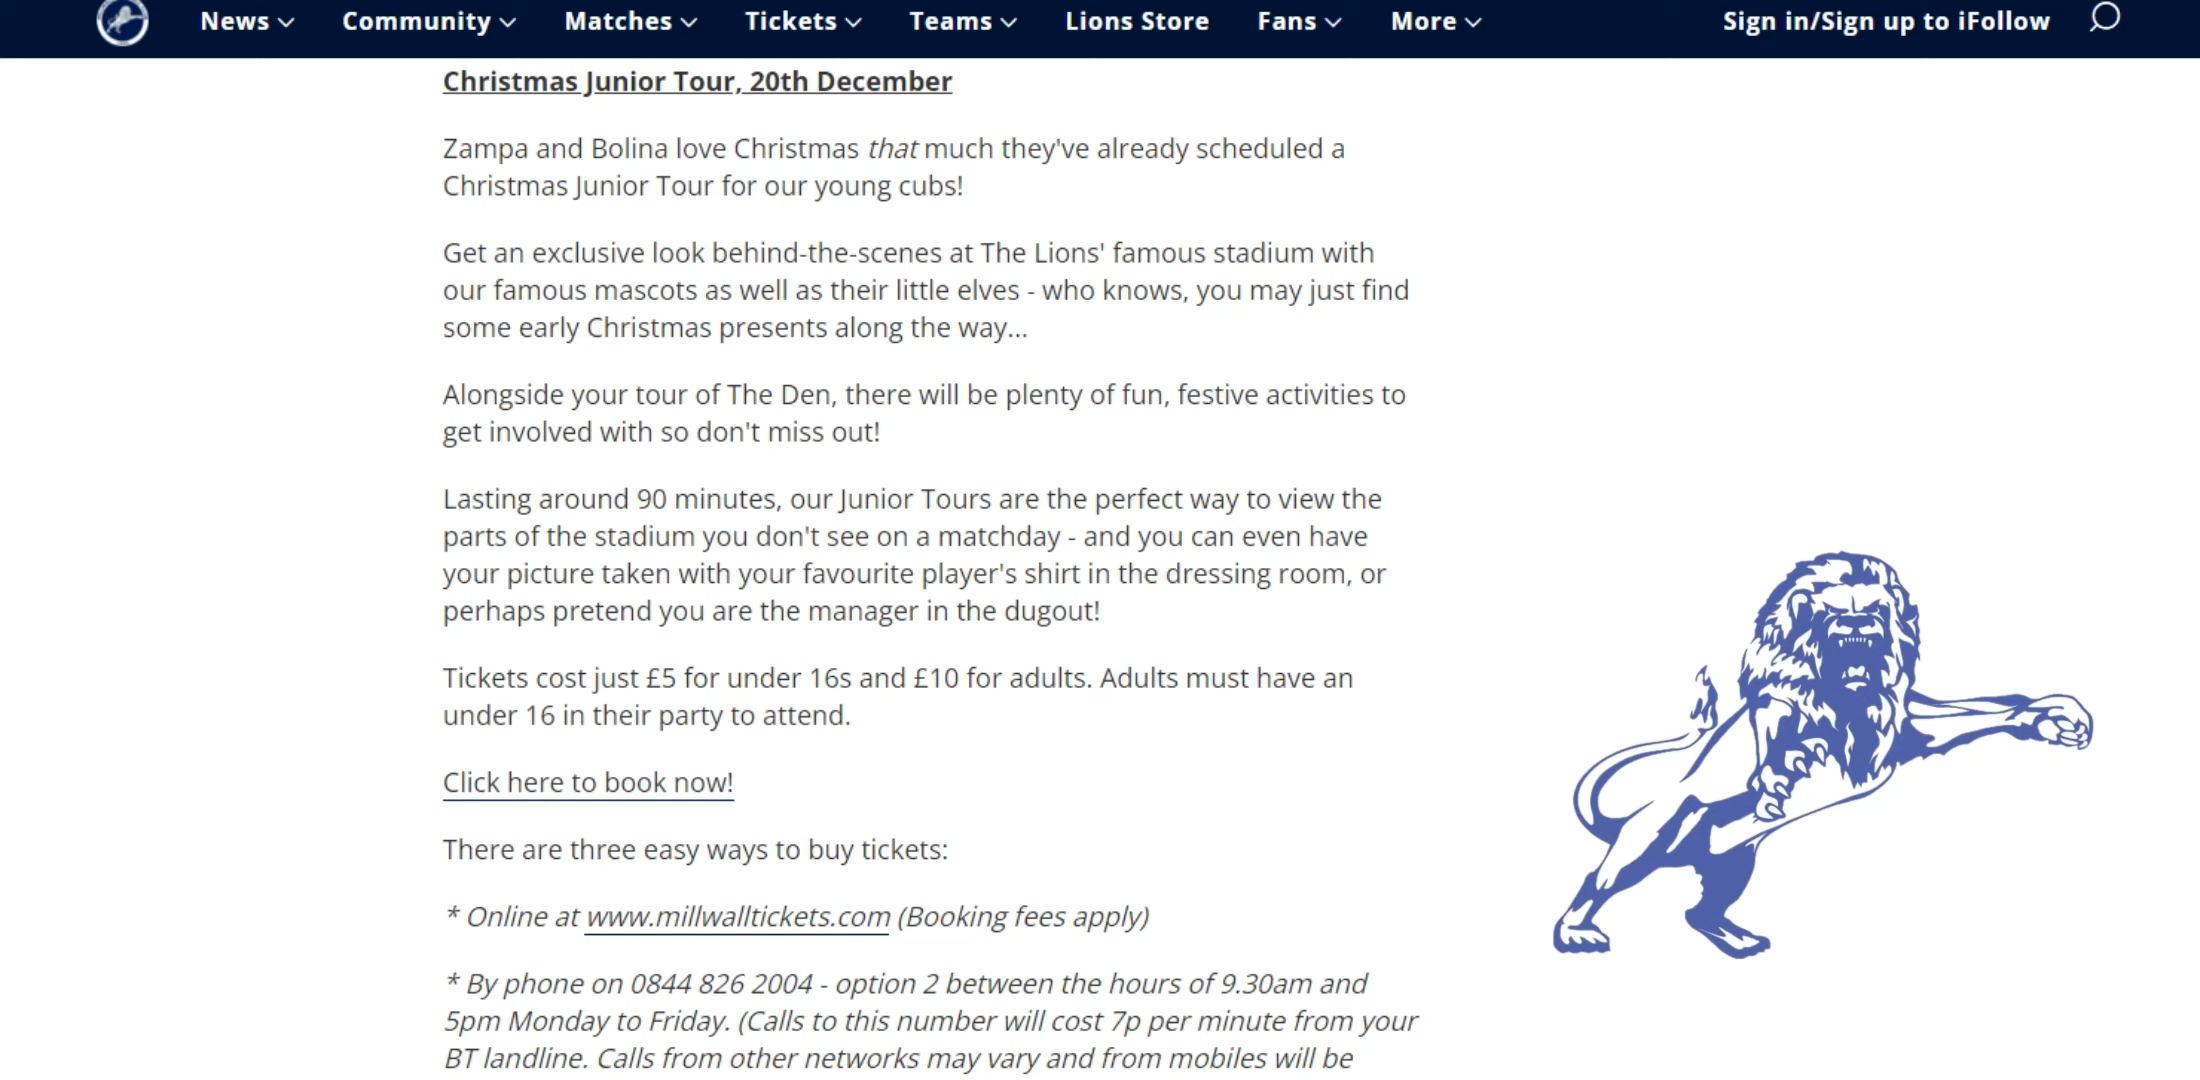 News Community Matches Tickets Teams Lions Store Fans More Sign in/Sign up to iFollow
Christmas Junior Tour, 20th December
Zampa and Bolina love Christmas that much they've already scheduled a
Christmas Junior Tour for our young cubs!
Get an exclusive look behind-the-scenes at The Lions' famous stadium with
our famous mascots as well as their little elves - who knows, you may just find
some early Christmas presents along the way...
Alongside your tour of The Den, there will be plenty of fun, festive activities to
get involved with so don't miss out!
Lasting around 90 minutes, our Junior Tours are the perfect way to view the
parts of the stadium you don't see on a matchday - and you can even have
your picture taken with your favourite player's shirt in the dressing room, or
perhaps pretend you are the manager in the dugout!
Tickets cost just £5 for under 16s and £10 for adults. Adults must have an
under 16 in their party to attend.
Click here to book now!
There are three easy ways to buy tickets:
* Online at www.millwalltickets.com (Booking fees apply)
* By phone on 0844 826 2004 - option 2 between the hours of 9.30am and
5pm Monday to Friday. (Calls to this number will cost 7p per minute from your
BT landline. Calls from other networks may vary and from mobiles will be